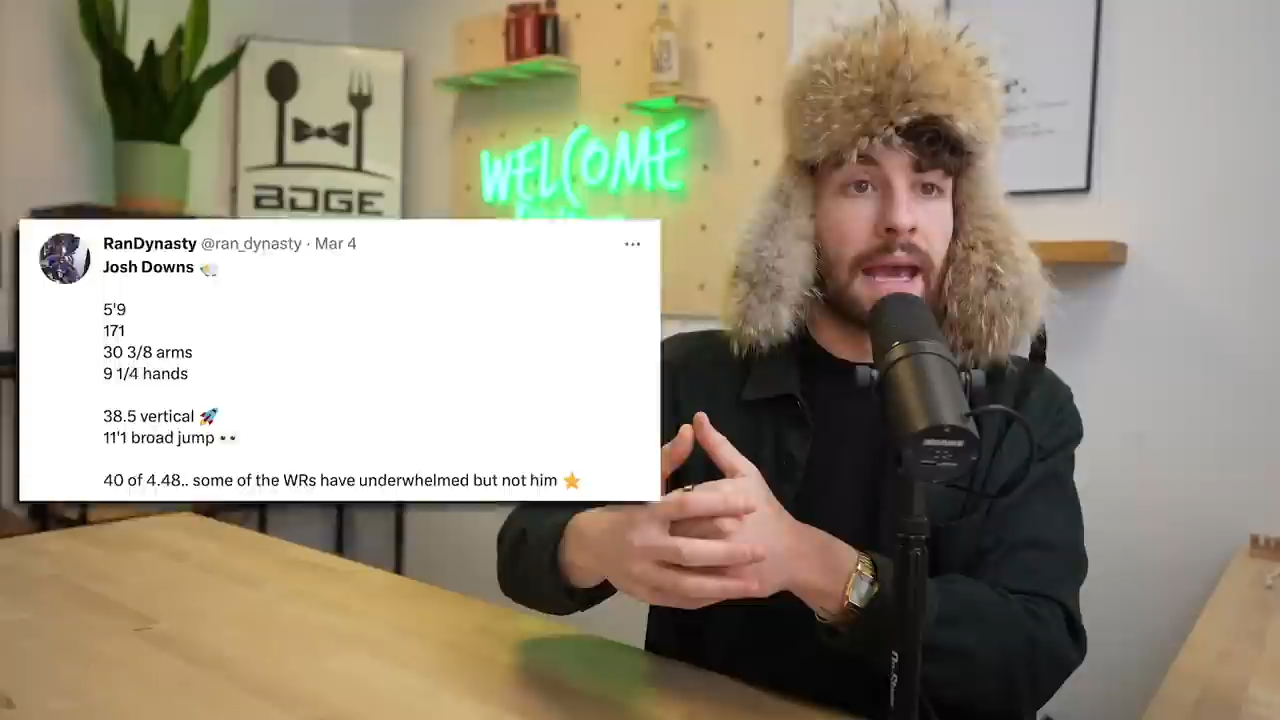 BDGE
WELCOME
RanDynasty @ran_dynasty · Mar 4
Josh Downs
5'9
171
30 3/8 arms
9 1/4 hands
38.5 vertical 🚀
11'1 broad jump 👀
40 of 4.48.. some of the WRs have underwhelmed but not him ⭐